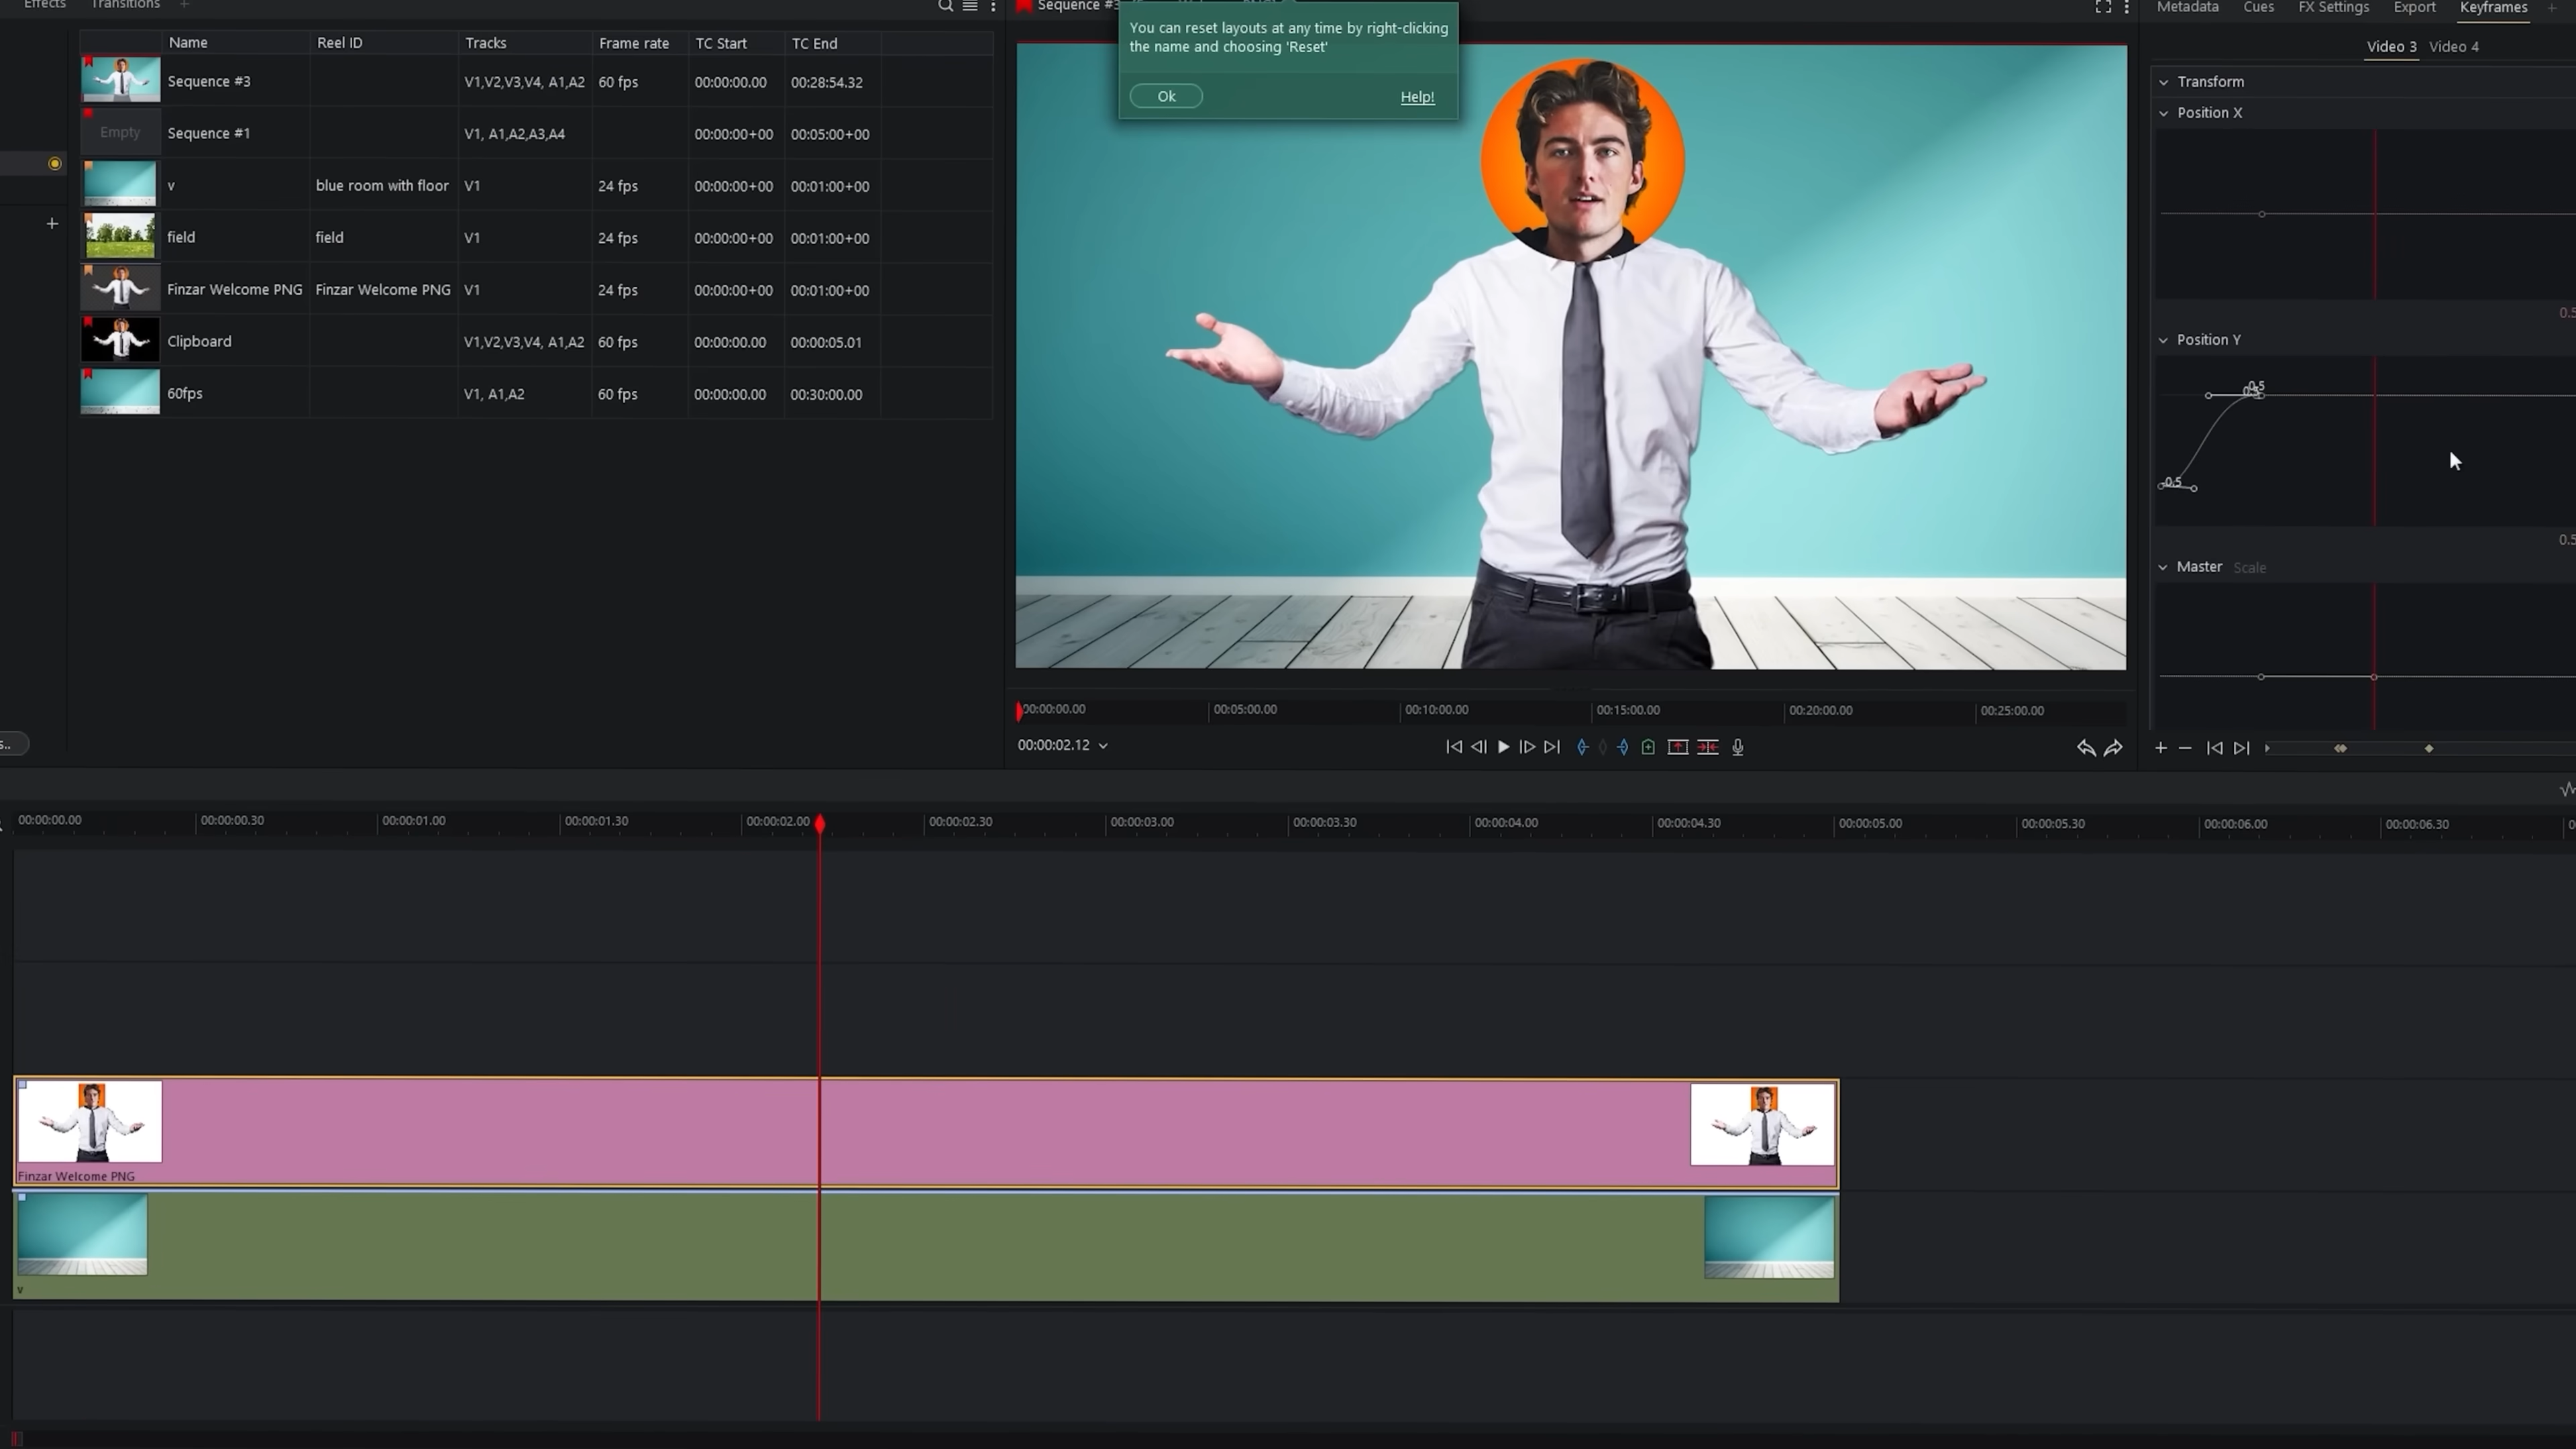 Effects Transitions
Name Reel ID Tracks Frame rate TC Start TC End
Sequence #3 V1,V2,V3,V4, A1,A2 60 fps 00:00:00.00 00:28:54.32
Empty Sequence #1 V1, A1,A2,A3,A4 00:00:00+00 00:05:00+00
v blue room with floor V1 24 fps 00:00:00+00 00:01:00+00
field field V1 24 fps 00:00:00+00 00:01:00+00
Finzar Welcome PNG Finzar Welcome PNG V1 24 fps 00:00:00+00 00:01:00+00
Clipboard V1,V2,V3,V4, A1,A2 60 fps 00:00:00.00 00:00:05.01
60fps V1, A1,A2 60 fps 00:00:00.00 00:30:00.00
Sequence #3
You can reset layouts at any time by right-clicking
the name and choosing 'Reset'
Ok Help!
00:00:00.00 00:05:00.00 00:10:00.00 00:15:00.00 00:20:00.00 00:25:00.00
00:00:02.12
Metadata Cues FX Settings Export Keyframes
Video 3 Video 4
Transform
Position X
Position Y
0.5
-0.5
Master Scale
00:00:00.00 00:00:00.30 00:00:01.00 00:00:01.30 00:00:02.00 00:00:02.30 00:00:03.00 00:00:03.30 00:00:04.00 00:00:04.30 00:00:05.00 00:00:05.30 00:00:06.00 00:00:06.30
Finzar Welcome PNG
v